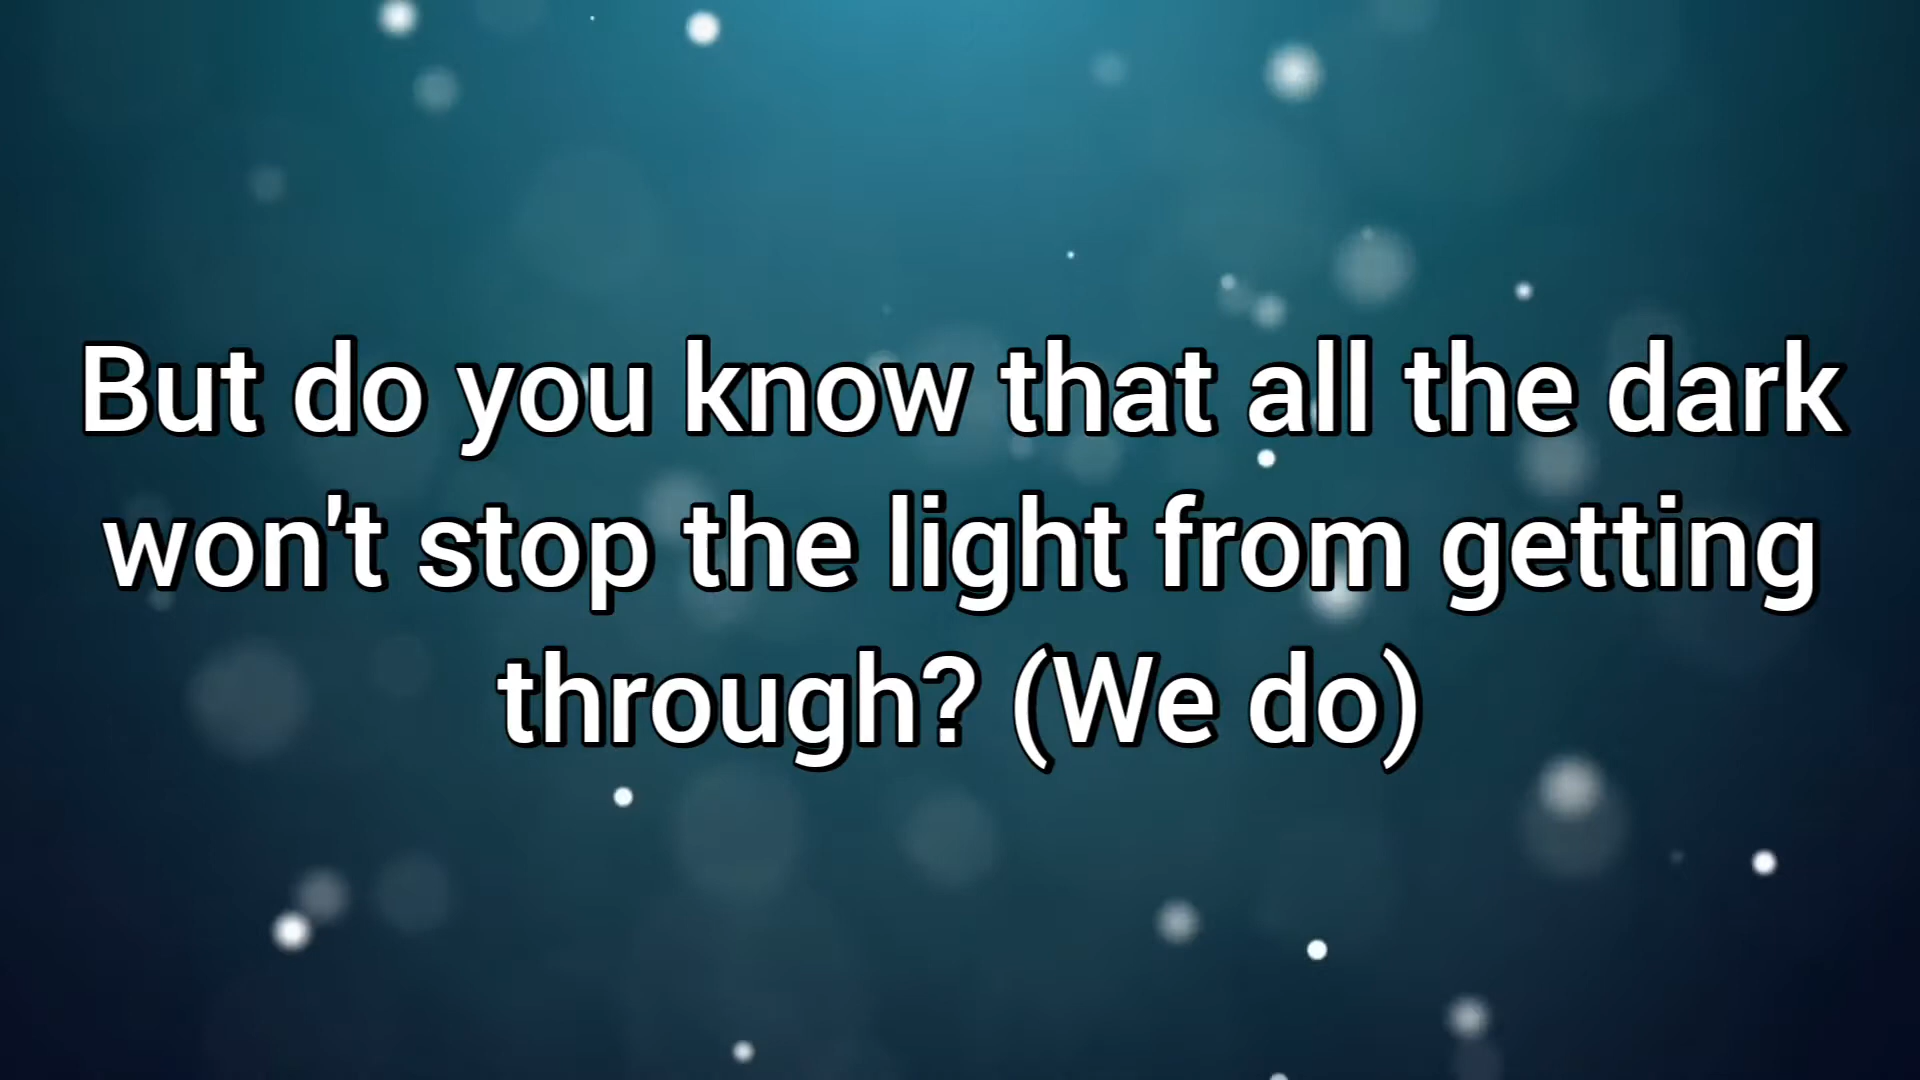 But do you know that all the dark
won't stop the light from getting
through? (We do)